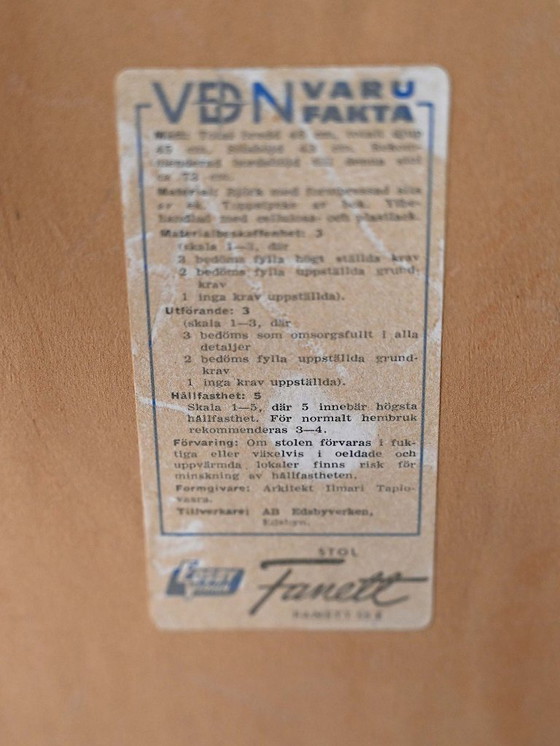 VDN VARU
FAKTA
Mått: Total bredd 45 cm, totalt djup
45 cm. Sitthöjd 43 cm. Rekom-
menderad bordshöjd till denna stol
ca 72 cm.
Material: Björk med formpressad sits
av ek. Toppstycke av bok. Ytbe-
handlad med cellulosa- och plastlack.
Materialbeskaffenhet: 3
(skala 1—3, där
3 bedöms fylla högt ställda krav
2 bedöms fylla uppställda grund-
krav
1 inga krav uppställda).
Utförande: 3
(skala 1—3, där
3 bedöms som omsorgsfullt i alla
detaljer
2 bedöms fylla uppställda grund-
krav
1 inga krav uppställda).
Hållfasthet: 5
Skala 1—5, där 5 innebär högsta
hållfasthet. För normalt hembruk
rekommenderas 3—4.
Förvaring: Om stolen förvaras i fuk-
tiga eller växelvis i oeldade och
uppvärmda lokaler finns risk för
minskning av hållfastheten.
Formgivare: Arkitekt Ilmari Tapio-
vaara.
Tillverkare: AB Edsbyverken,
Edsbyn.
STOL
Fanett
FANETT